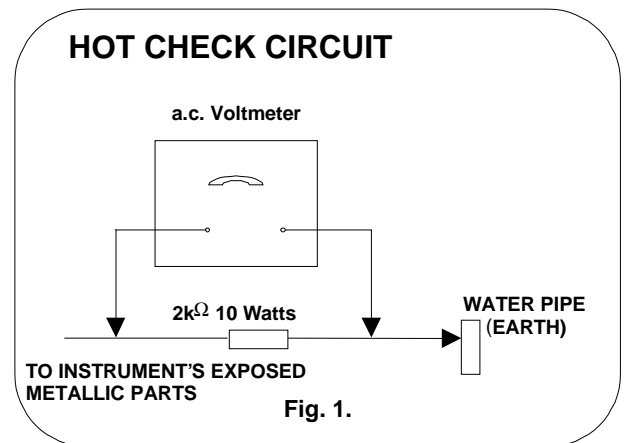 HOT CHECK CIRCUIT
a.c. Voltmeter
2kΩ 10 Watts
WATER PIPE
(EARTH)
TO INSTRUMENT'S EXPOSED
METALLIC PARTS
Fig. 1.